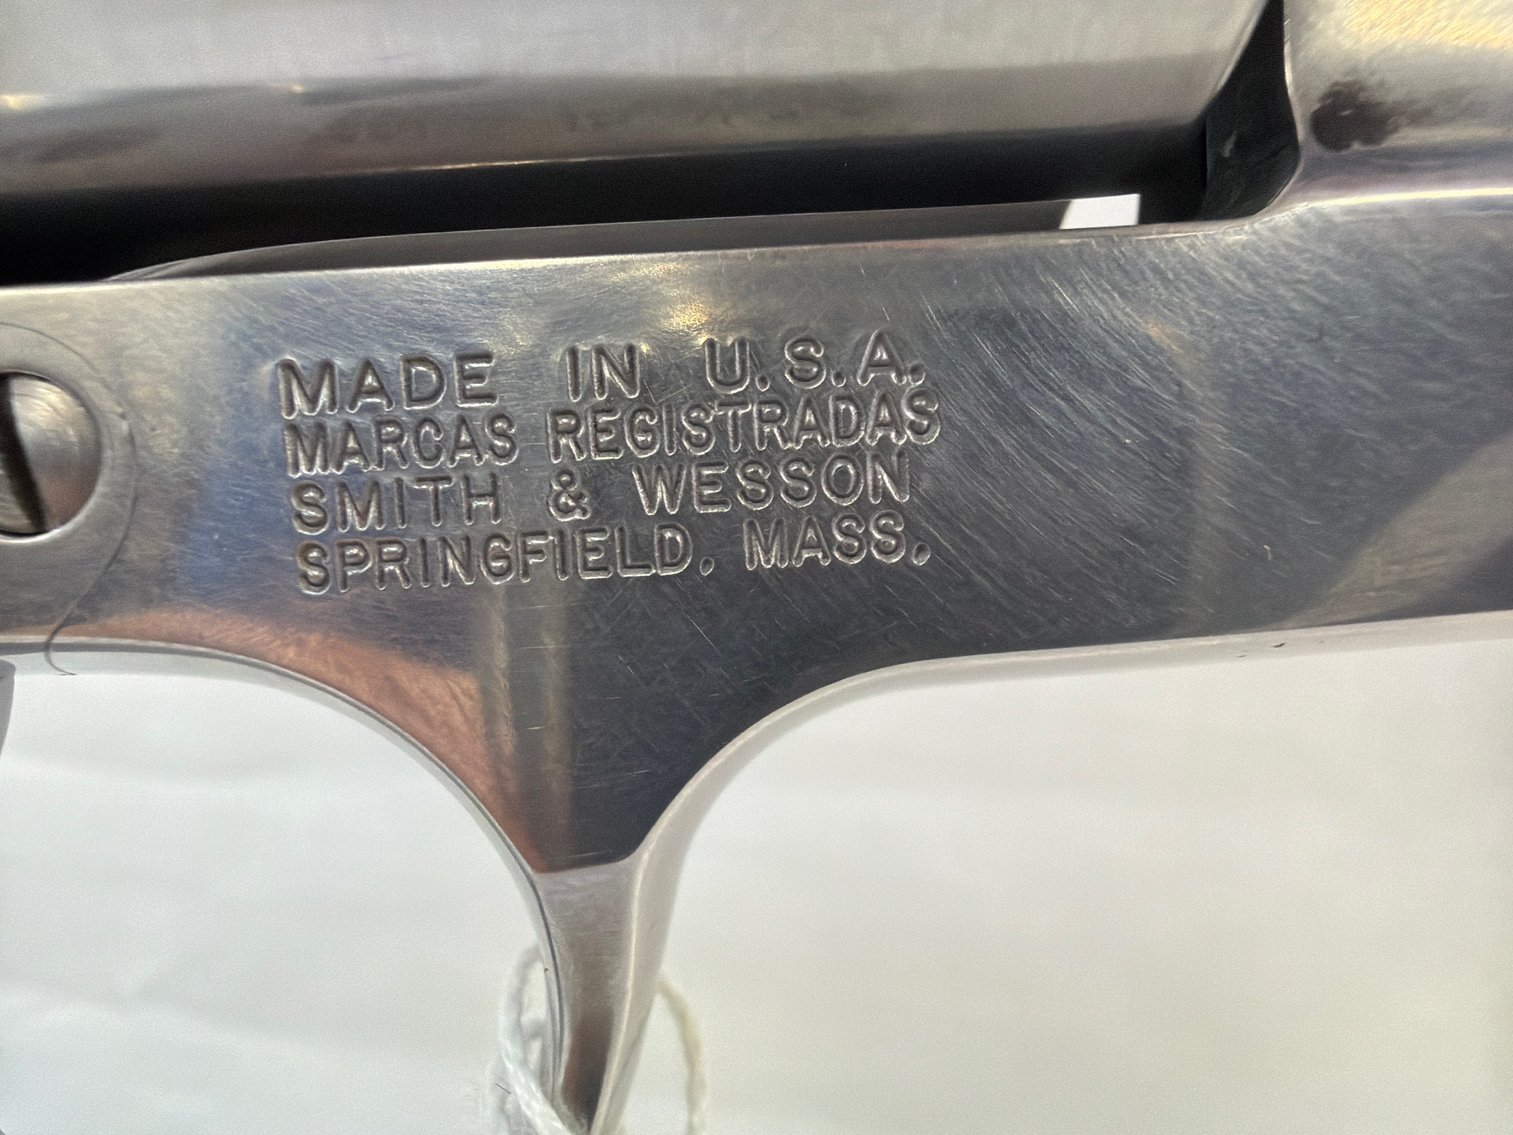 MADE IN U.S.A.
MARCAS REGISTRADAS
SMITH & WESSON
SPRINGFIELD. MASS.